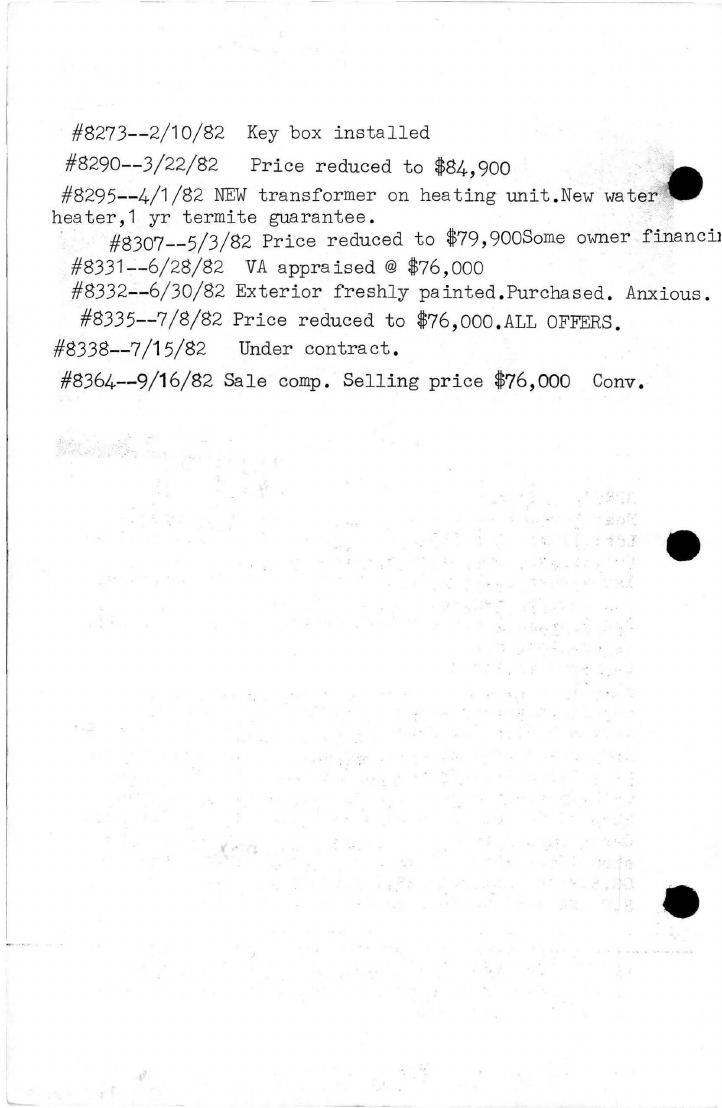 #8273--2/10/82 Key box installed
#8290--3/22/82 Price reduced to $84,900
#8295--4/1/82 NEW transformer on heating unit.New water
heater,1 yr termite guarantee.
#8307--5/3/82 Price reduced to $79,900Some owner financin
#8331--6/28/82 VA appraised @ $76,000
#8332--6/30/82 Exterior freshly painted.Purchased. Anxious.
#8335--7/8/82 Price reduced to $76,000.ALL OFFERS.
#8338--7/15/82 Under contract.
#8364--9/16/82 Sale comp. Selling price $76,000 Conv.